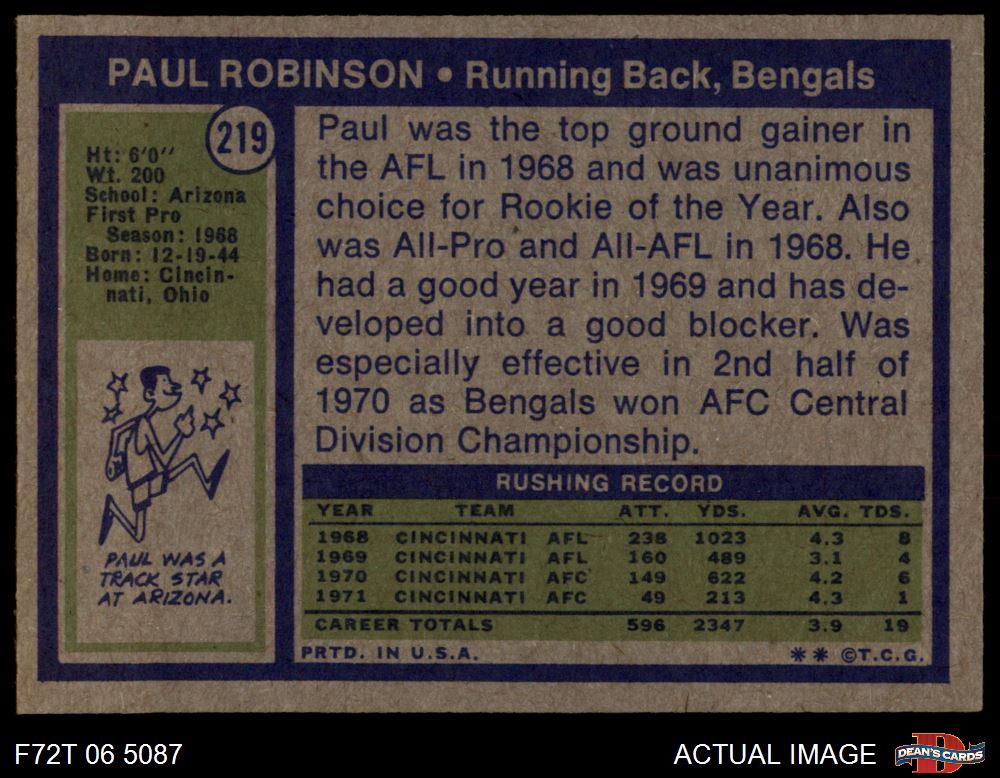 PAUL ROBINSON • Running Back, Bengals
219
Ht: 6'0''
Wt. 200
School: Arizona
First Pro
Season: 1968
Born: 12-19-44
Home: Cincin-
nati, Ohio
PAUL WAS A
TRACK STAR
AT ARIZONA.
Paul was the top ground gainer in
the AFL in 1968 and was unanimous
choice for Rookie of the Year. Also
was All-Pro and All-AFL in 1968. He
had a good year in 1969 and has de-
veloped into a good blocker. Was
especially effective in 2nd half of
1970 as Bengals won AFC Central
Division Championship.
RUSHING RECORD
YEAR TEAM ATT. YDS. AVG. TDS.
1968 CINCINNATI AFL 238 1023 4.3 8
1969 CINCINNATI AFL 160 489 3.1 4
1970 CINCINNATI AFC 149 622 4.2 6
1971 CINCINNATI AFC 49 213 4.3 1
CAREER TOTALS 596 2347 3.9 19
PRTD. IN U.S.A. ** ©T.C.G.
F72T 06 5087 ACTUAL IMAGE
DEAN'S CARDS